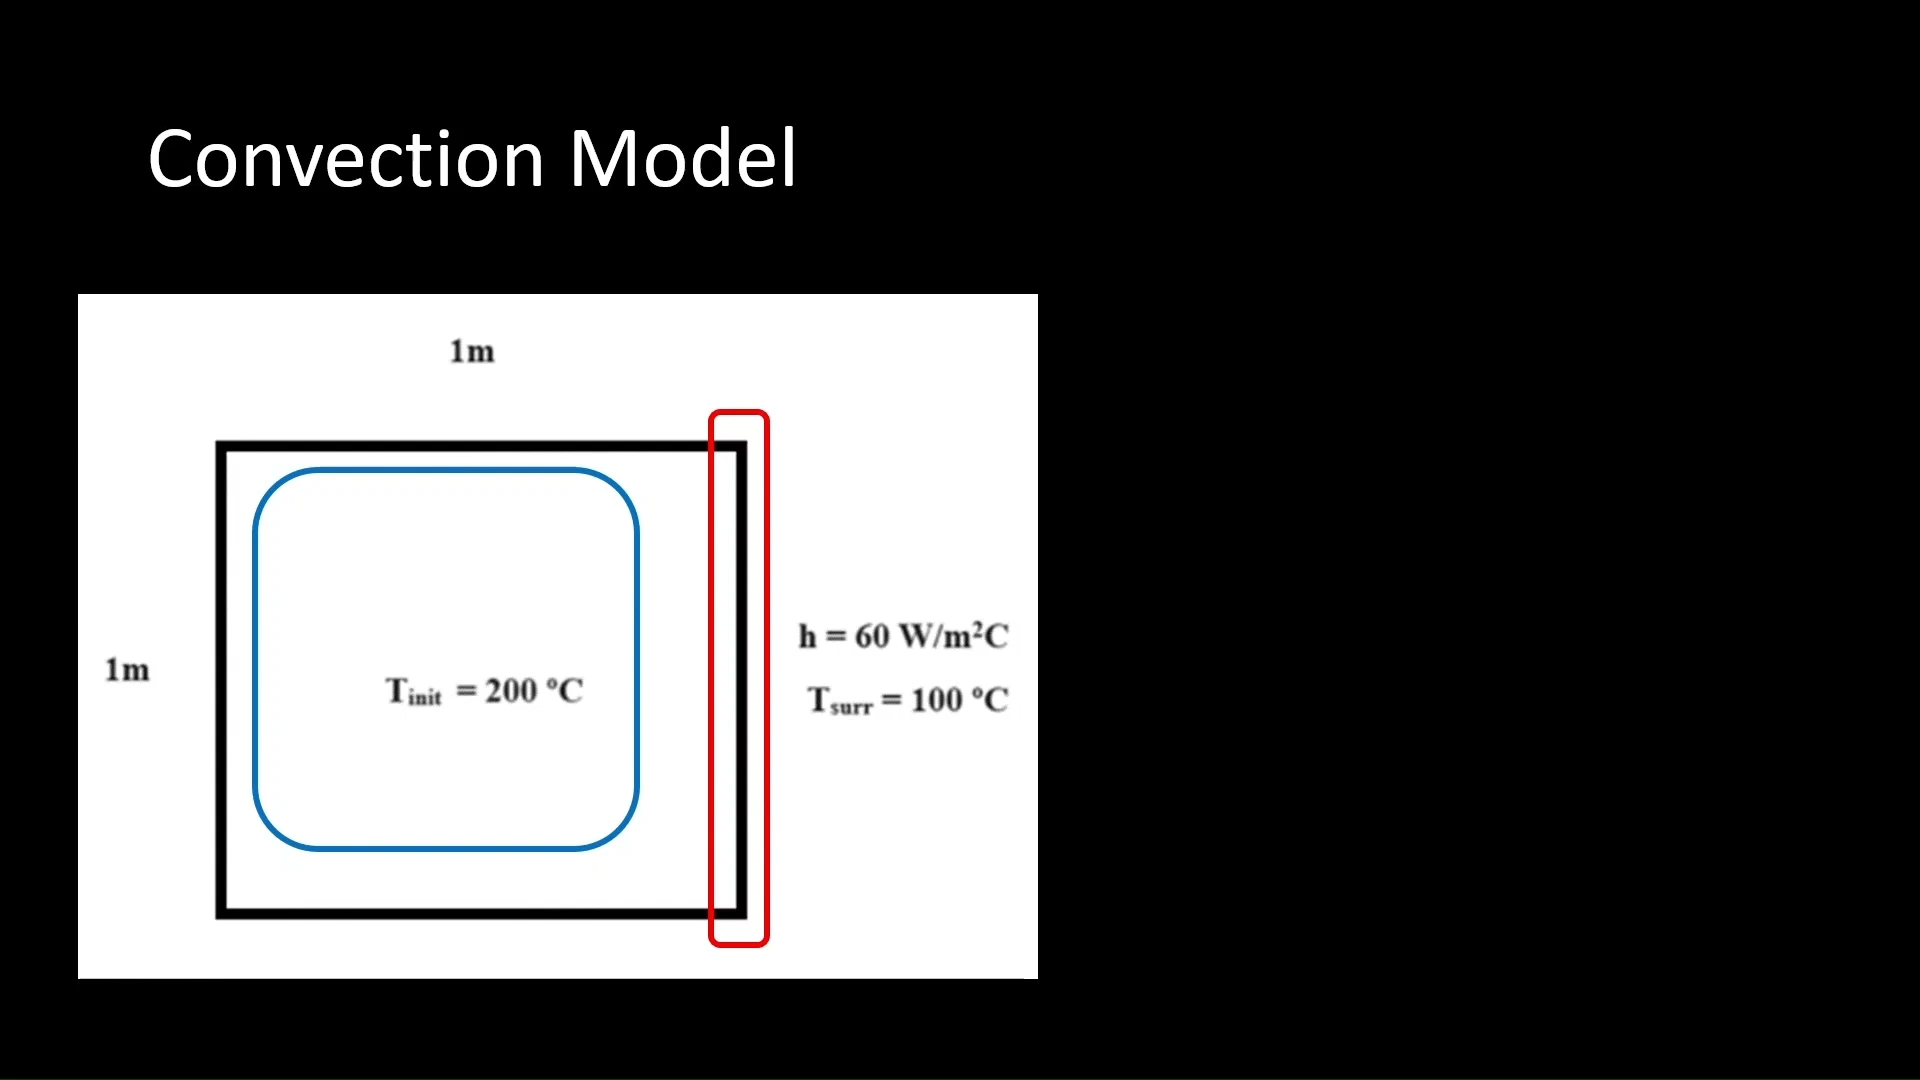 Convection Model
1m
1m
T_init = 200 °C
h = 60 W/m²C
T_surr = 100 °C